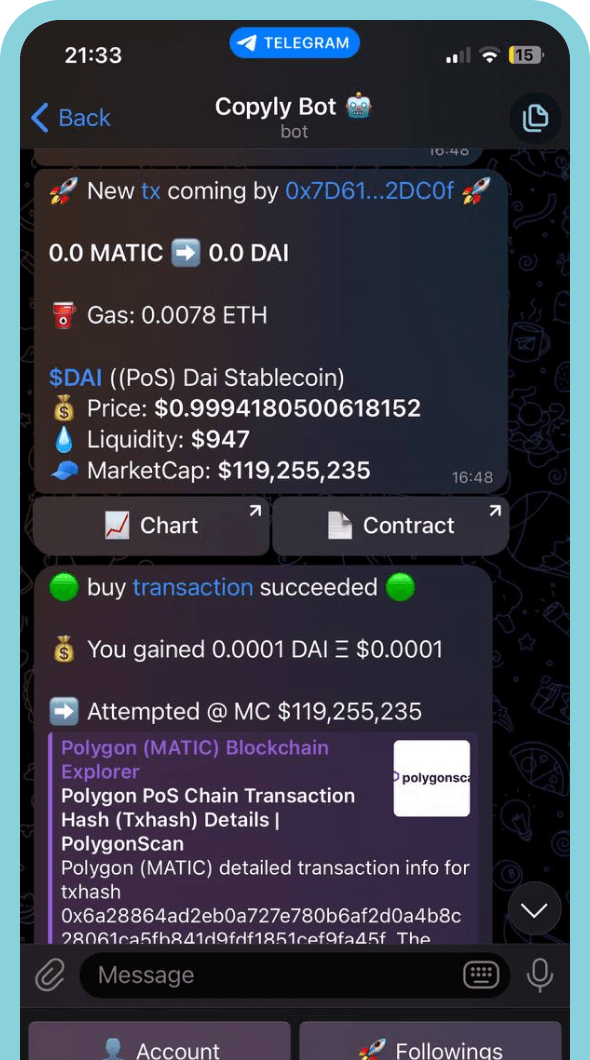 21:33
TELEGRAM
15
Back
Copyly Bot 🤖
bot
16:48
🚀 New tx coming by 0x7D61...2DC0f 🚀
0.0 MATIC ➡️ 0.0 DAI
Gas: 0.0078 ETH
$DAI ((PoS) Dai Stablecoin)
💰 Price: $0.9994180500618152
💧 Liquidity: $947
🧢 MarketCap: $119,255,235
16:48
📈 Chart
📄 Contract
🟢 buy transaction succeeded 🟢
💰 You gained 0.0001 DAI Ξ $0.0001
➡️ Attempted @ MC $119,255,235
Polygon (MATIC) Blockchain
Explorer
polygonsca
Polygon PoS Chain Transaction
Hash (Txhash) Details |
PolygonScan
Polygon (MATIC) detailed transaction info for
txhash
0x6a28864ad2eb0a727e780b6af2d0a4b8c
28061ca5fb841d9fdf1851cef9fa45f. The
Message
👤 Account
🚀 Followings